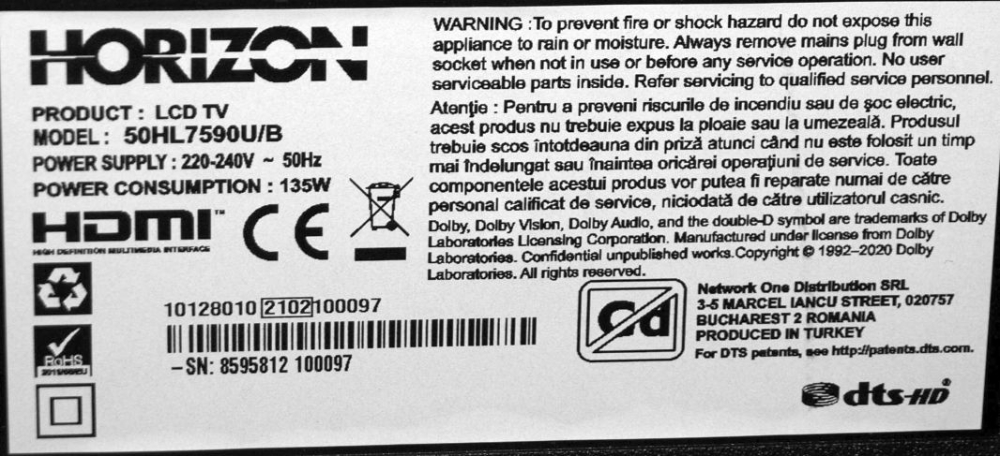 HORIZON
PRODUCT : LCD TV
MODEL : 50HL7590U/B
POWER SUPPLY : 220-240V ~ 50Hz
POWER CONSUMPTION : 135W
HDMI™
HIGH DEFINITION MULTIMEDIA INTERFACE
CE
RoHS
10128010 2102 100097
–SN: 8595812 100097
WARNING :To prevent fire or shock hazard do not expose this
appliance to rain or moisture. Always remove mains plug from wall
socket when not in use or before any service operation. No user
serviceable parts inside. Refer servicing to qualified service personnel.
Atenţie : Pentru a preveni riscurile de incendiu sau de şoc electric,
acest produs nu trebuie expus la ploaie sau la umezeală. Produsul
trebuie scos întotdeauna din priză atunci când nu este folosit un timp
mai îndelungat sau înaintea oricărei operaţiuni de service. Toate
componentele acestui produs vor putea fi reparate numai de către
personal calificat de service, niciodată de către utilizatorul casnic.
Dolby, Dolby Vision, Dolby Audio, and the double-D symbol are trademarks of Dolby
Laboratories Licensing Corporation. Manufactured under license from Dolby
Laboratories. Confidential unpublished works.Copyright © 1992–2020 Dolby
Laboratories. All rights reserved.
Cd
Network One Distribution SRL
3-5 MARCEL IANCU STREET, 020757
BUCHAREST 2 ROMANIA
PRODUCED IN TURKEY
For DTS patents, see http://patents.dts.com.
dts-HD®